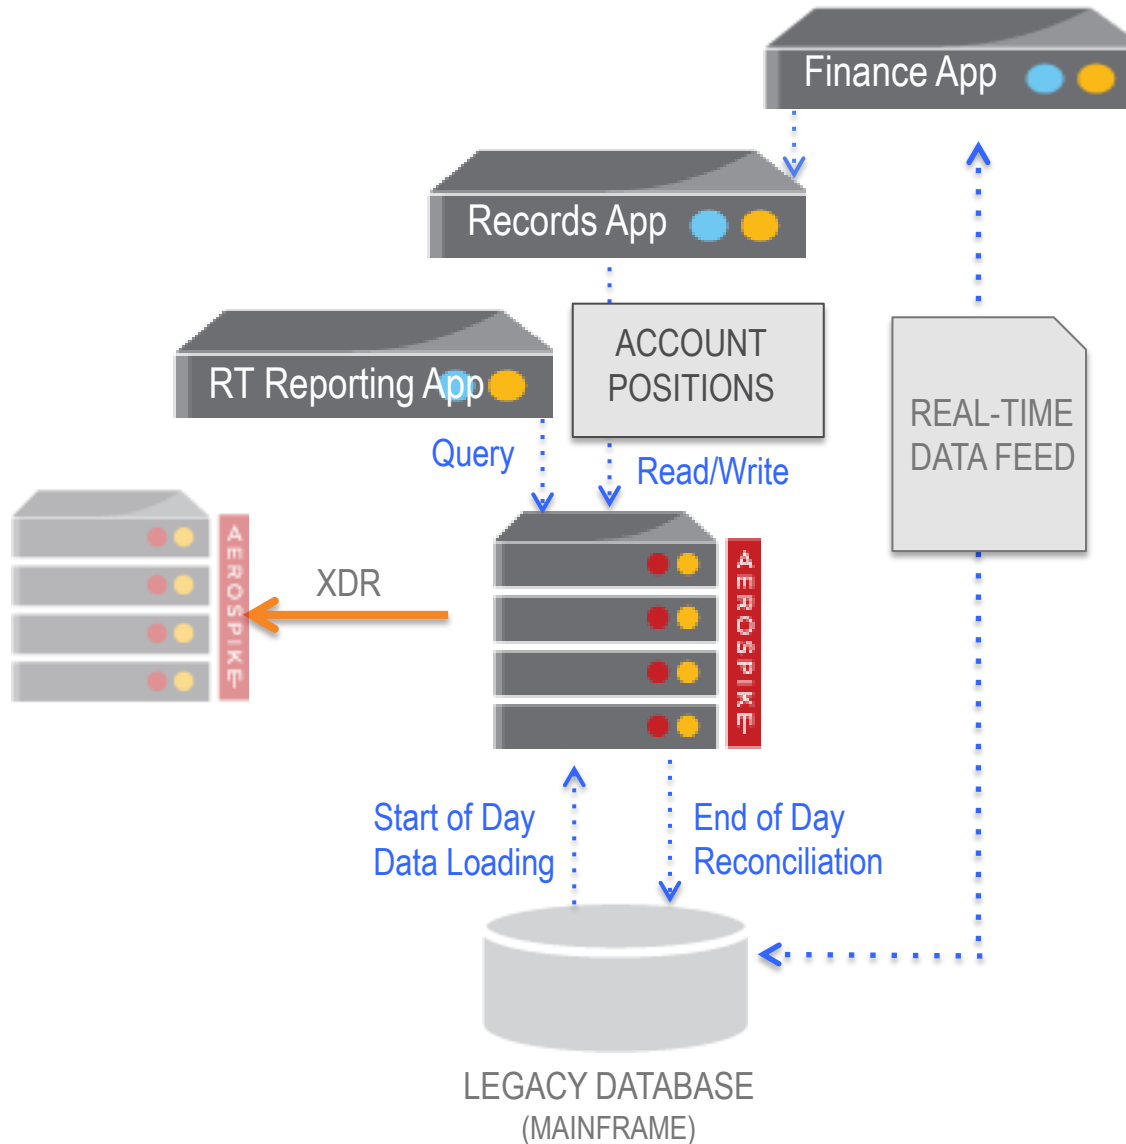 Finance App
Records App
RT Reporting App
ACCOUNT
POSITIONS
REAL-TIME
DATA FEED
Query
Read/Write
XDR
AEROSPIKE
AEROSPIKE
Start of Day
Data Loading
End of Day
Reconciliation
LEGACY DATABASE
(MAINFRAME)